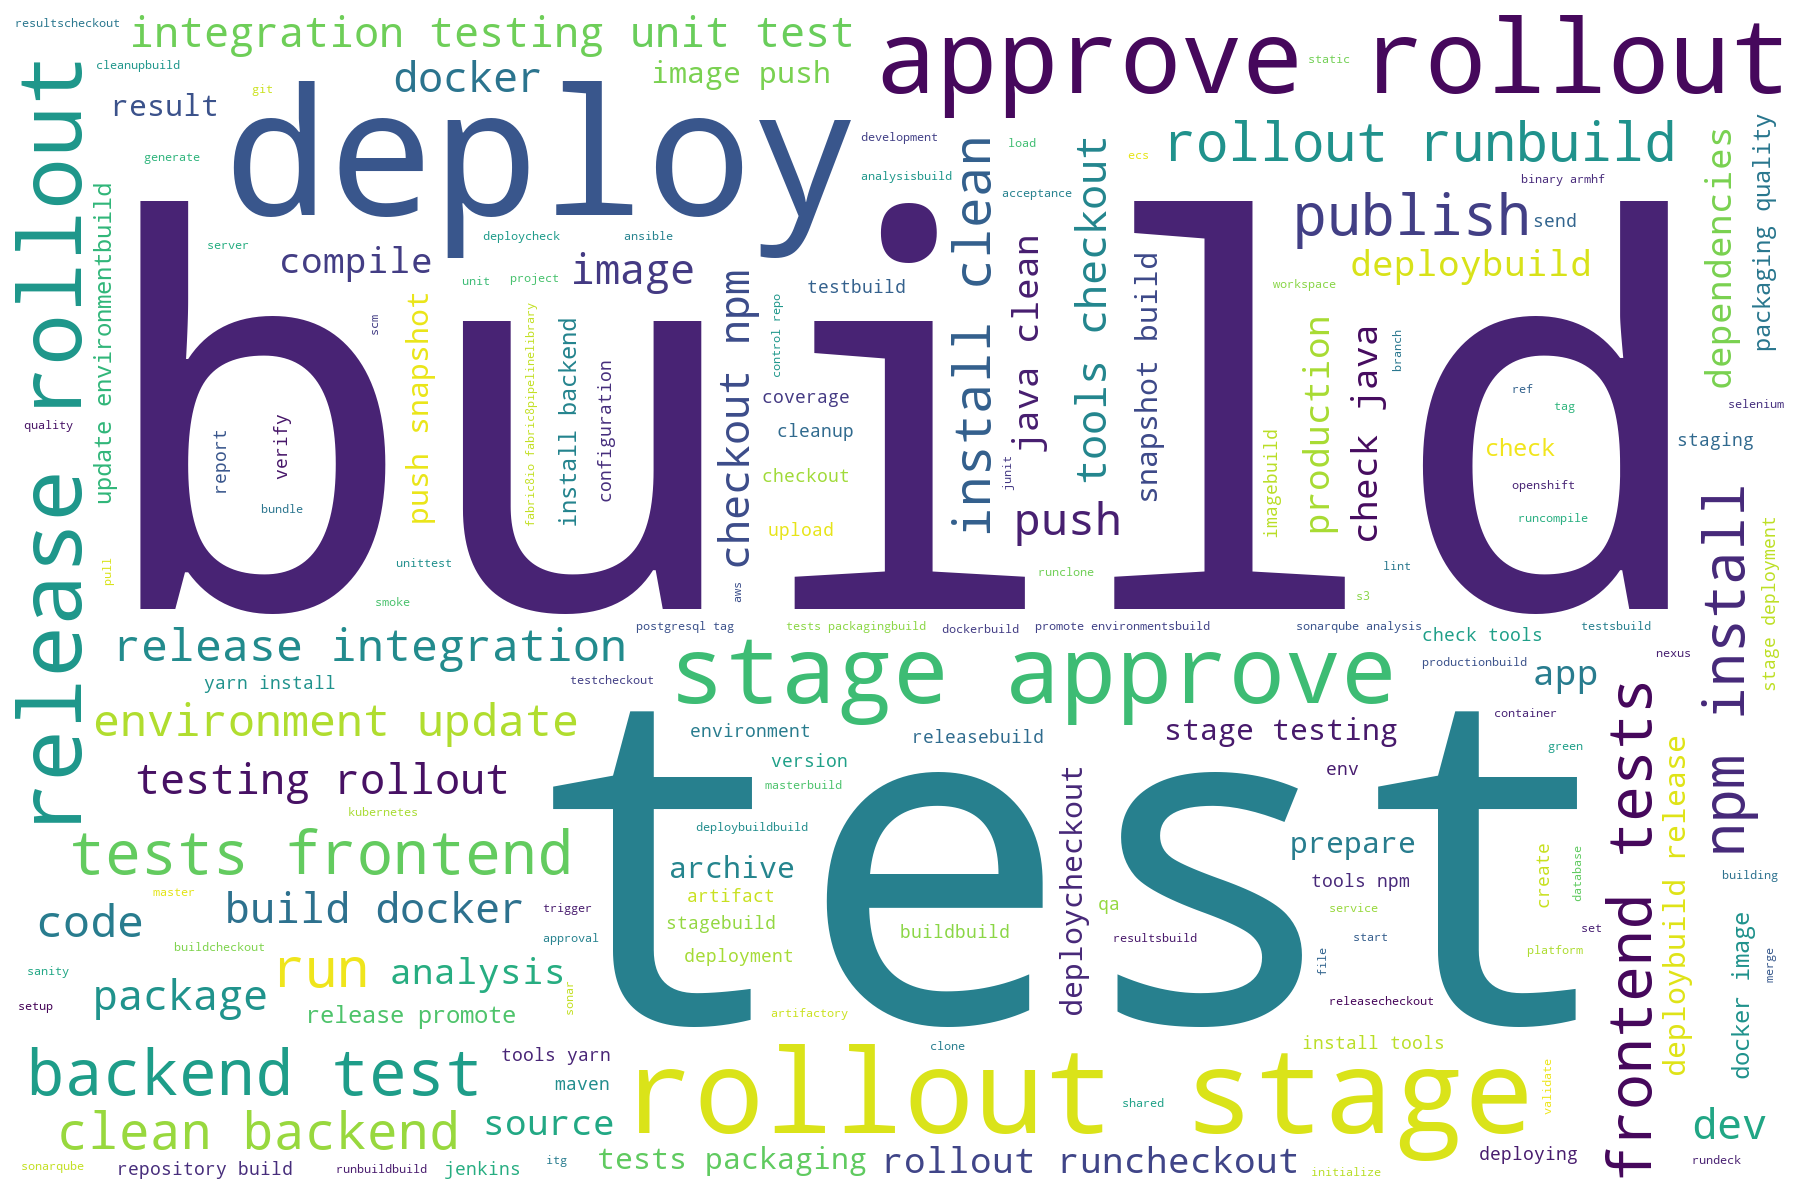 resultscheckout
integration testing unit test
approve rollout
cleanupbuild
docker
image push
static
git
result
deploy
rollout runbuild
development
load
ecs
generate
analysisbuild
acceptance
binary armhf
dependencies
packaging quality
release rollout
update environmentbuild
server
deploycheck
ansible
publish
send
compile
image
unit
project
testbuild
deploybuild
workspace
build
install clean
java clean
tools checkout
snapshot build
scm
push snapshot
fabric8io fabric8pipelinelibrary
install backend
configuration
checkout npm
control repo
production
check java
branch
imagebuild
quality
report
verify
coverage
cleanup
checkout
upload
junit
push
ref
tag
check
openshift
runcompile
selenium
staging
bundle
pull
unittest
smoke
aws
runclone
lint
s3
npm install
stage deployment
postgresql tag
tests packagingbuild
dockerbuild
promote environmentsbuild
sonarqube analysis
check tools
testsbuild
release integration
stage approve
productionbuild
app
nexus
yarn install
testcheckout
environment update
environment
releasebuild
stage testing
container
frontend tests
deploybuild release
testing rollout
version
env
green
masterbuild
kubernetes
test
deploycheckout
deploybuildbuild
tests frontend
archive
prepare
create
database
tools npm
building
master
artifact
build docker
code
trigger
stagebuild
buildbuild
qa
service
set
docker image
merge
approval
resultsbuild
start
buildcheckout
deployment
platform
file
sanity
run
analysis
sonar
package
setup
release promote
artifactory
releasecheckout
clone
install tools
tools yarn
backend test
maven
rollout stage
validate
shared
clean backend
source
dev
sonarqube
repository build
runbuildbuild
jenkins
itg
tests packaging
rollout runcheckout
initialize
deploying
rundeck